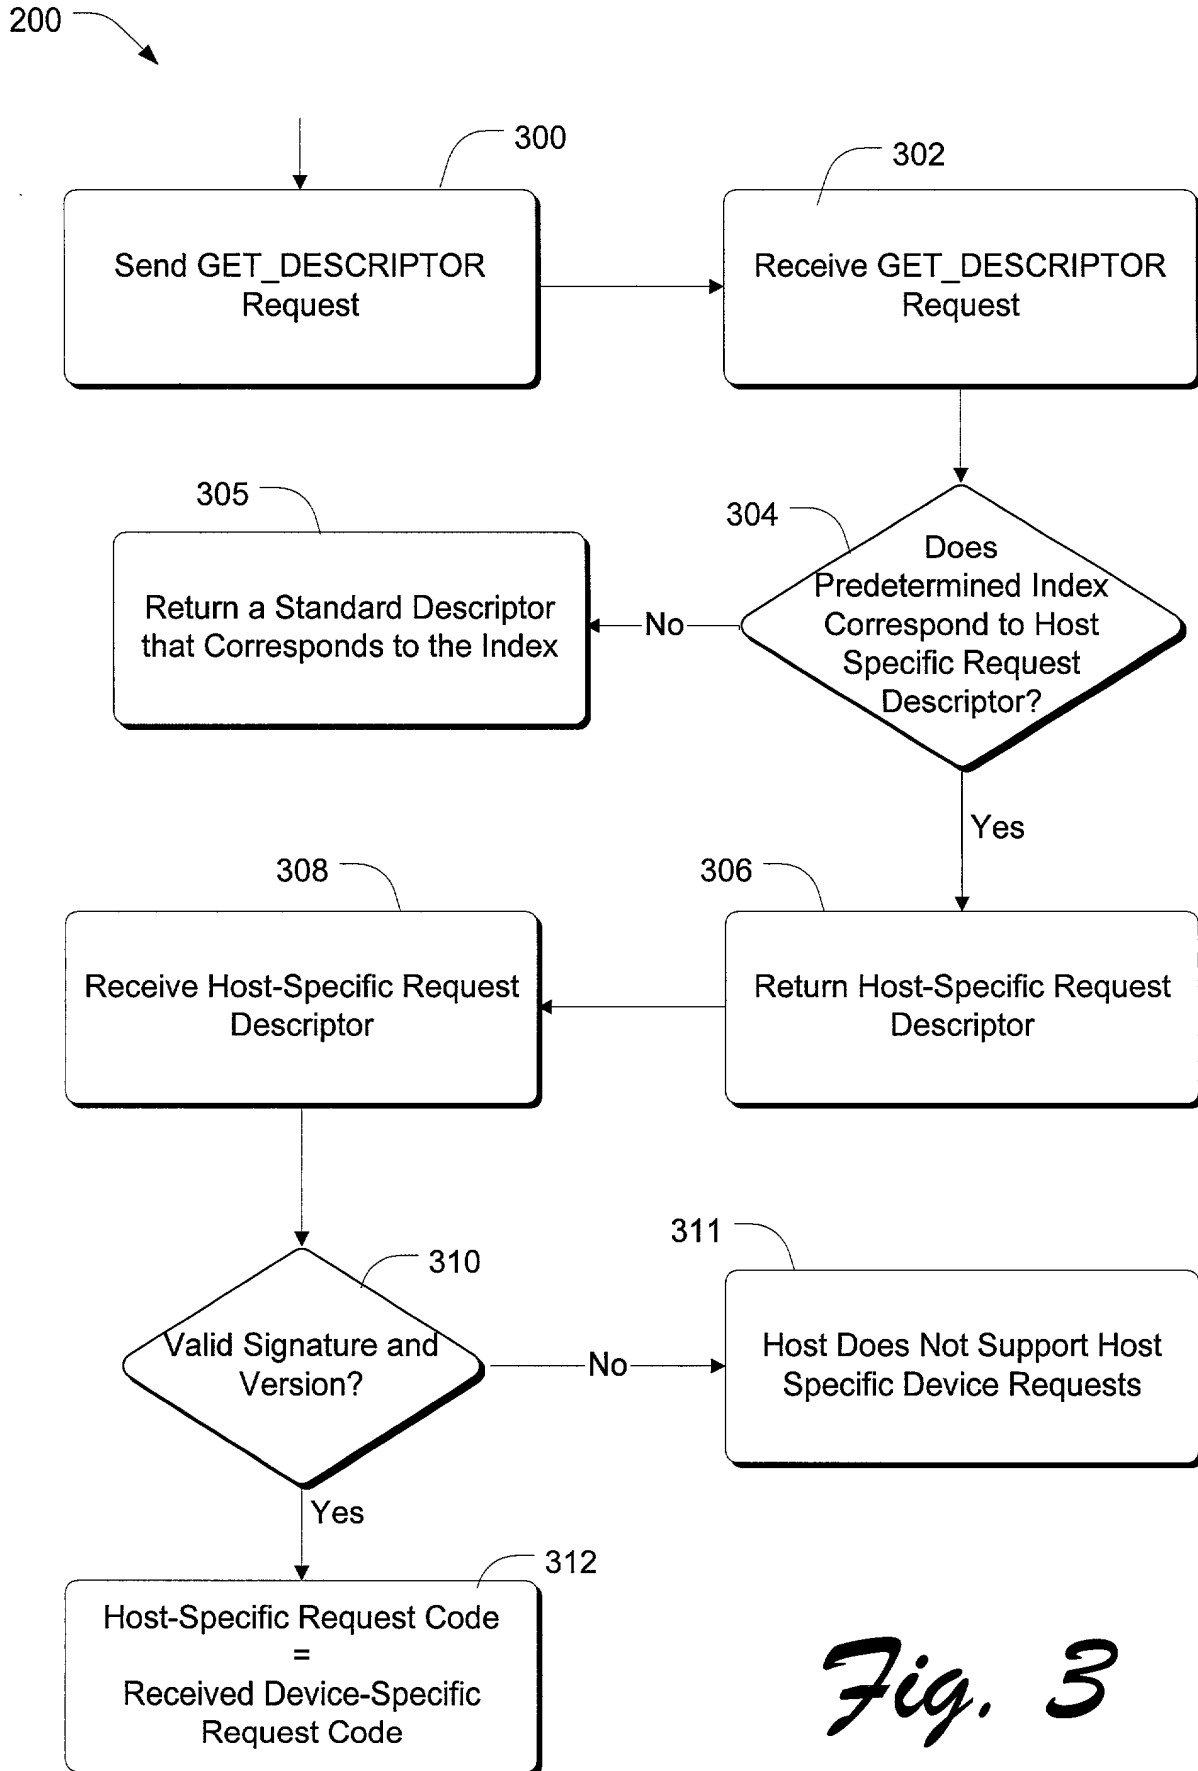 200
300
302
Send GET_DESCRIPTOR
Request
Receive GET_DESCRIPTOR
Request
305
304
Return a Standard Descriptor
that Corresponds to the Index
No
Does
Predetermined Index
Correspond to Host
Specific Request
Descriptor?
Yes
308
306
Receive Host-Specific Request
Descriptor
Return Host-Specific Request
Descriptor
310
311
Valid Signature and
Version?
No
Host Does Not Support Host
Specific Device Requests
Yes
312
Host-Specific Request Code
=
Received Device-Specific
Request Code
Fig. 3